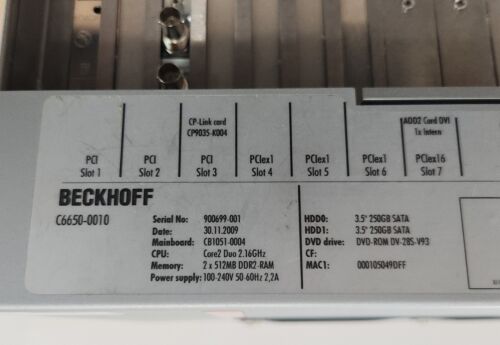 CP-Link card ADD2 Card DVI
CP9035-K004 1x Intern
PCI PCI PCI PCIex1 PCIex1 PCIex1 PCIex16
Slot 1 Slot 2 Slot 3 Slot 4 Slot 5 Slot 6 Slot 7
BECKHOFF
C6650-0010
Serial No: 900699-001
Date: 30.11.2009
Mainboard: CB1051-0004
CPU: Core2 Duo 2.16GHz
Memory: 2 x 512MB DDR2-RAM
Power supply: 100-240V 50-60Hz 2,2A
HDD0: 3.5" 250GB SATA
HDD1: 3.5" 250GB SATA
DVD drive: DVD-ROM DV-28S-V93
CF:
MAC1: 000105049DFF